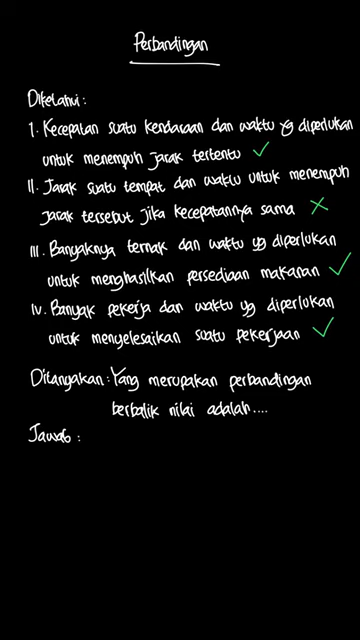 Perbandingan
Diketahui :
I. Kecepatan suatu kendaraan dan waktu yg diperlukan
untuk menempuh jarak tertentu ✓
II. Jarak suatu tempat dan waktu untuk menempuh
jarak tersebut jika kecepatannya sama ✗
III. Banyaknya ternak dan waktu yg diperlukan
untuk menghasilkan persediaan makanan ✓
IV. Banyak pekerja dan waktu yg diperlukan
untuk menyelesaikan suatu pekerjaan ✓
Ditanyakan : Yang merupakan perbandingan
berbalik nilai adalah....
Jawab :